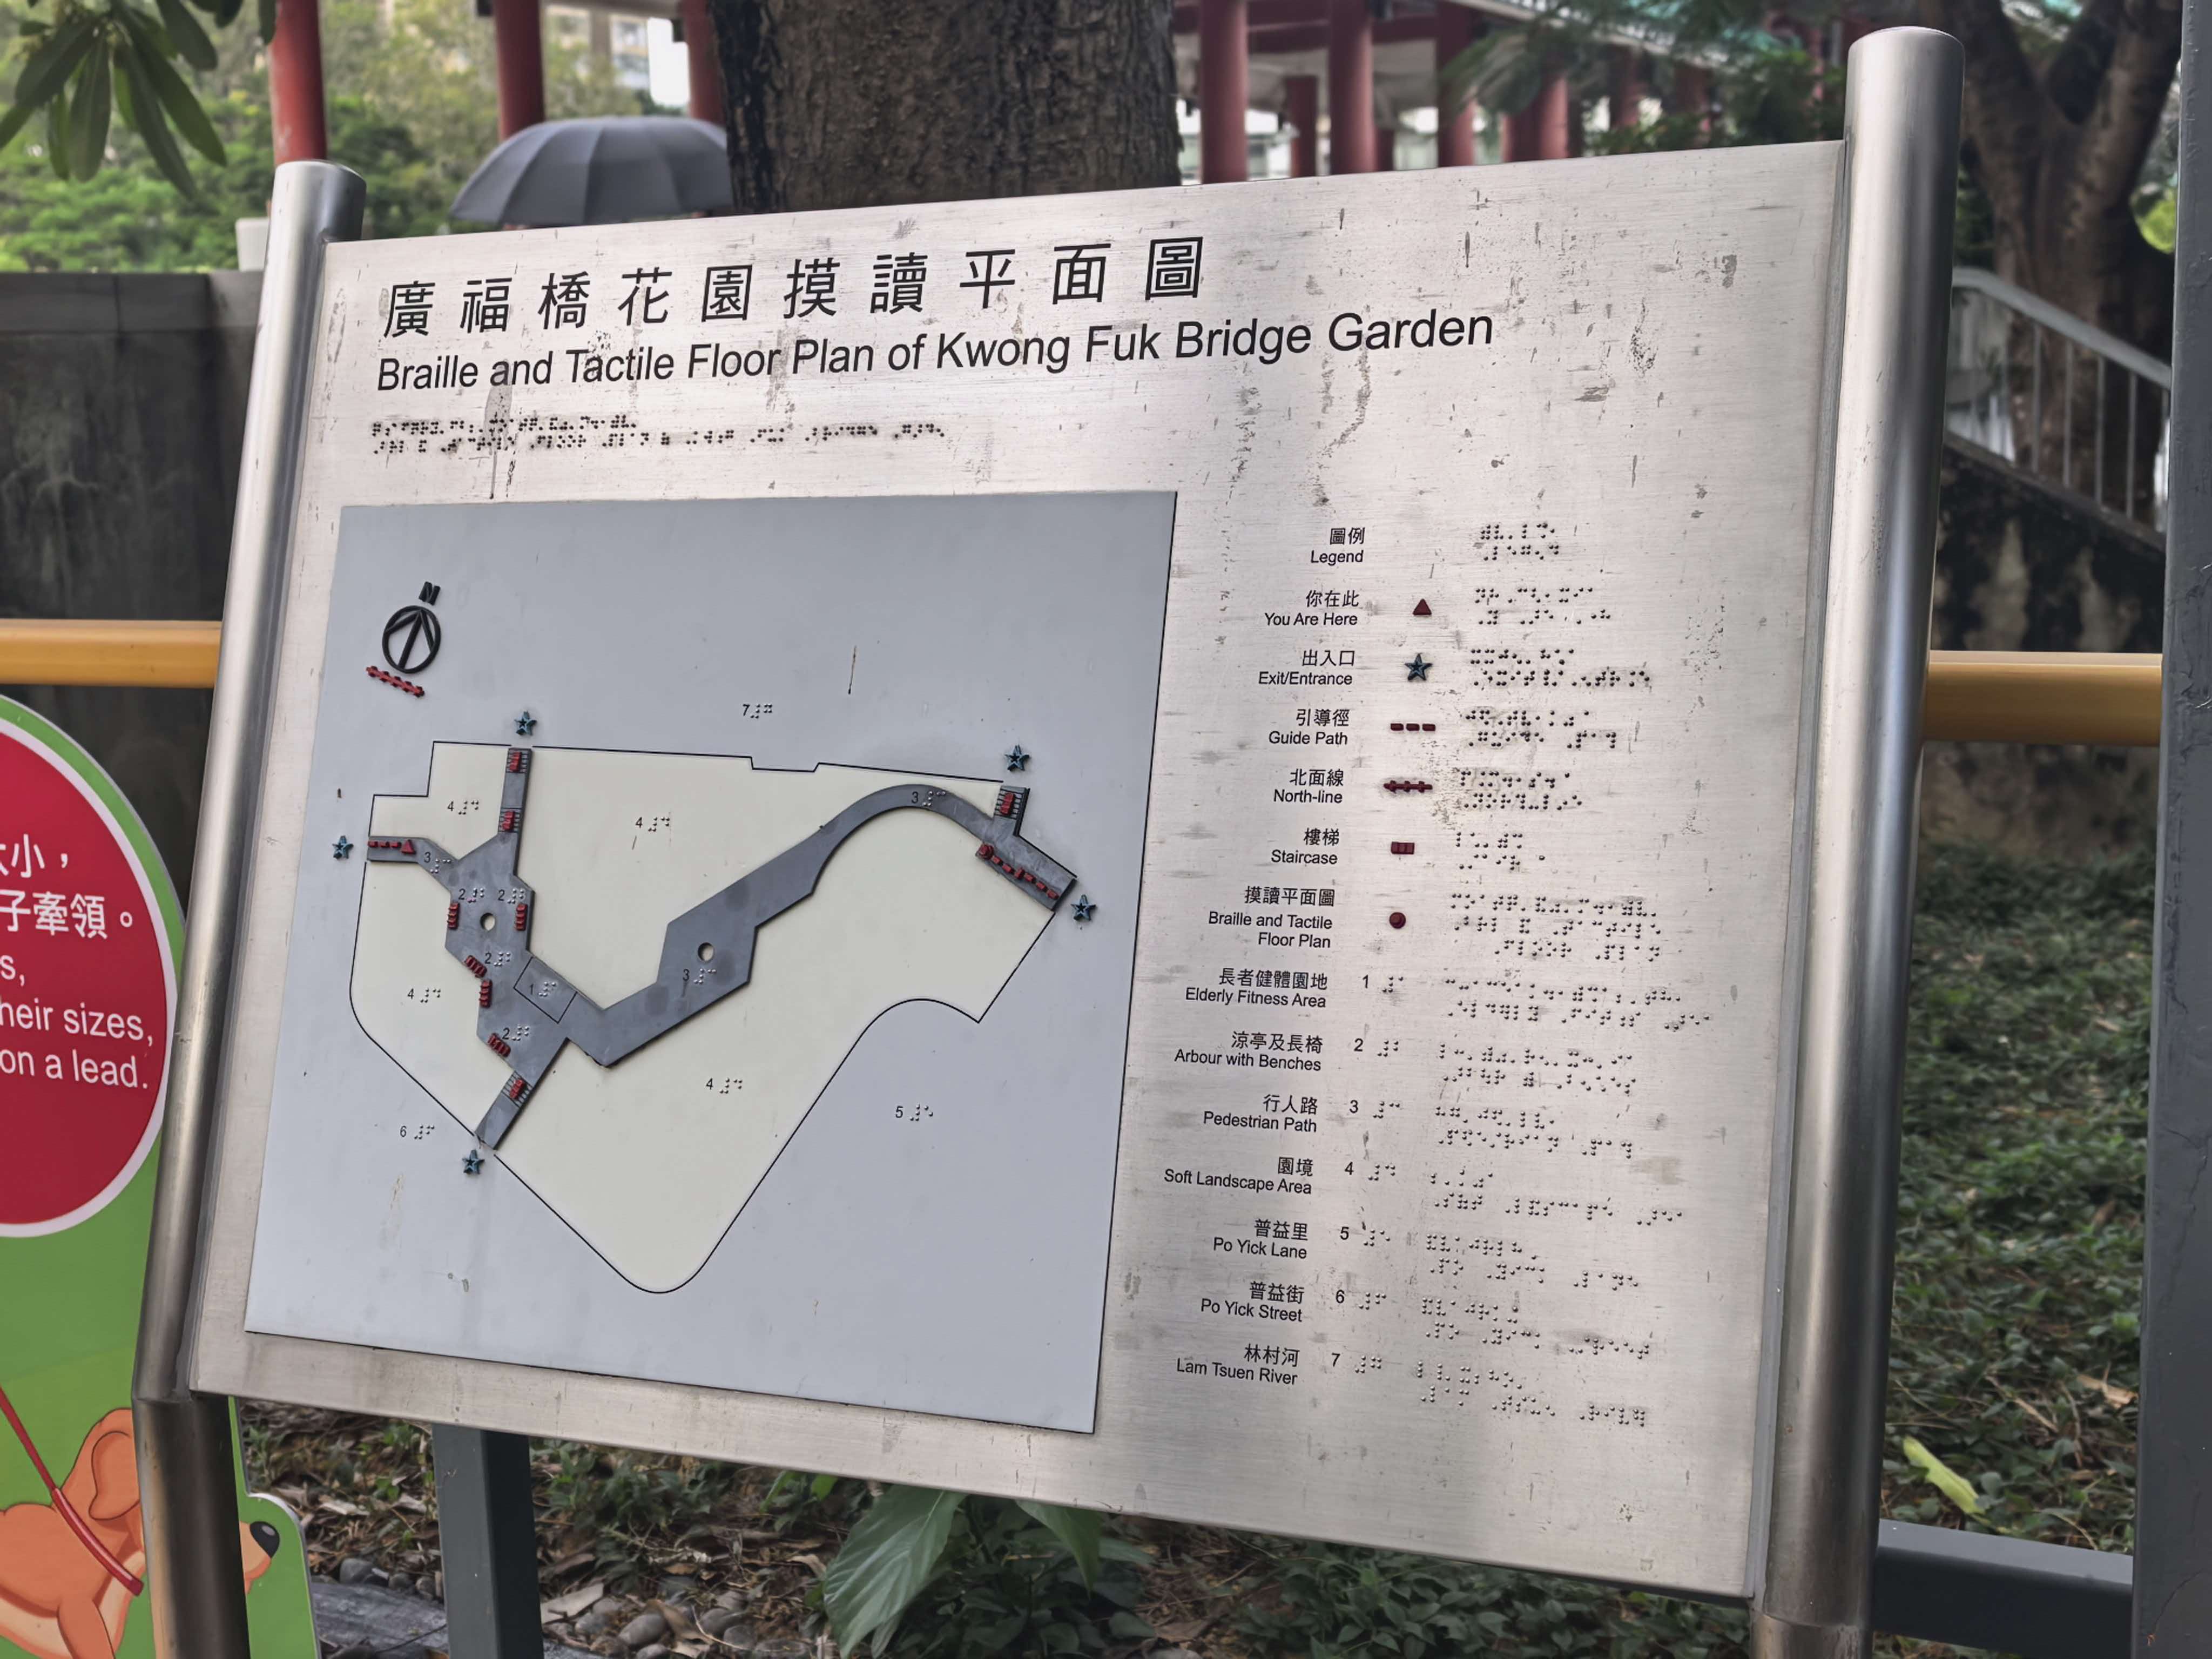 廣福橋花園摸讀平面圖
Braille and Tactile Floor Plan of Kwong Fuk Bridge Garden
N
7
4
4
3
3
2 2
2
1
3
4
2
4
5
6
圖例
Legend
你在此
You Are Here
出入口
Exit/Entrance
引導徑
Guide Path
北面線
North-line
樓梯
Staircase
摸讀平面圖
Braille and Tactile
Floor Plan
長者健體園地 1
Elderly Fitness Area
涼亭及長椅 2
Arbour with Benches
行人路 3
Pedestrian Path
園境 4
Soft Landscape Area
普益里 5
Po Yick Lane
普益街 6
Po Yick Street
林村河 7
Lam Tsuen River
小，
子牽領。
s,
heir sizes,
on a lead.